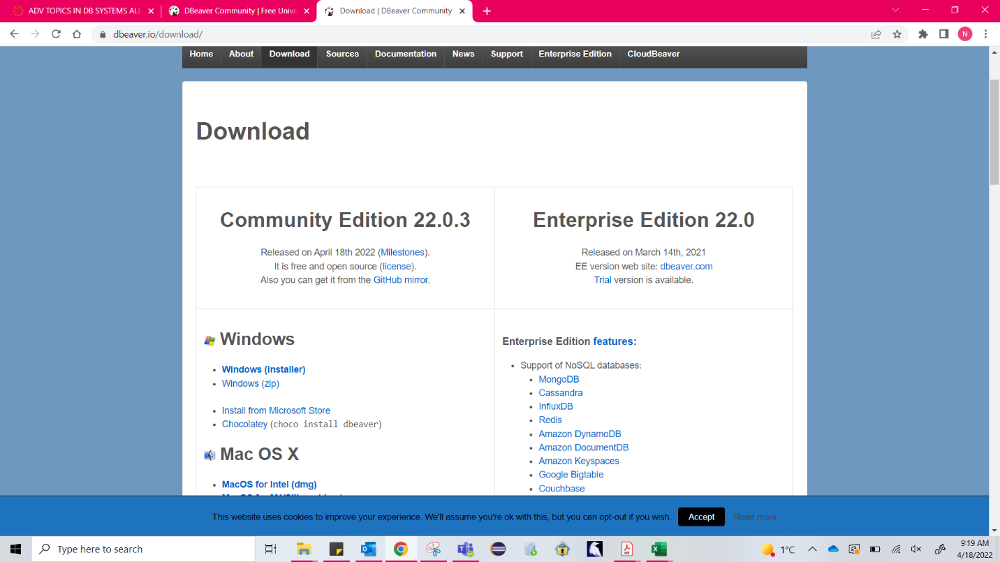 ADV TOPICS IN DB SYSTEMS ALL
DBeaver Community | Free Unive
Download | DBeaver Community
dbeaver.io/download/
N
Home
About
Download
Sources
Documentation
News
Support
Enterprise Edition
CloudBeaver
Download
Community Edition 22.0.3
Released on April 18th 2022 (Milestones).
It is free and open source (license).
Also you can get it from the GitHub mirror.
Enterprise Edition 22.0
Released on March 14th, 2021
EE version web site: dbeaver.com
Trial version is available.
Windows
Windows (installer)
Windows (zip)
Install from Microsoft Store
Chocolatey (choco install dbeaver)
Mac OS X
MacOS for Intel (dmg)
Enterprise Edition features:
Support of NoSQL databases:
MongoDB
Cassandra
InfluxDB
Redis
Amazon DynamoDB
Amazon DocumentDB
Amazon Keyspaces
Google Bigtable
Couchbase
This website uses cookies to improve your experience. We'll assume you're ok with this, but you can opt-out if you wish.
Accept
Read more
Type here to search
1°C
9:19 AM
4/18/2022